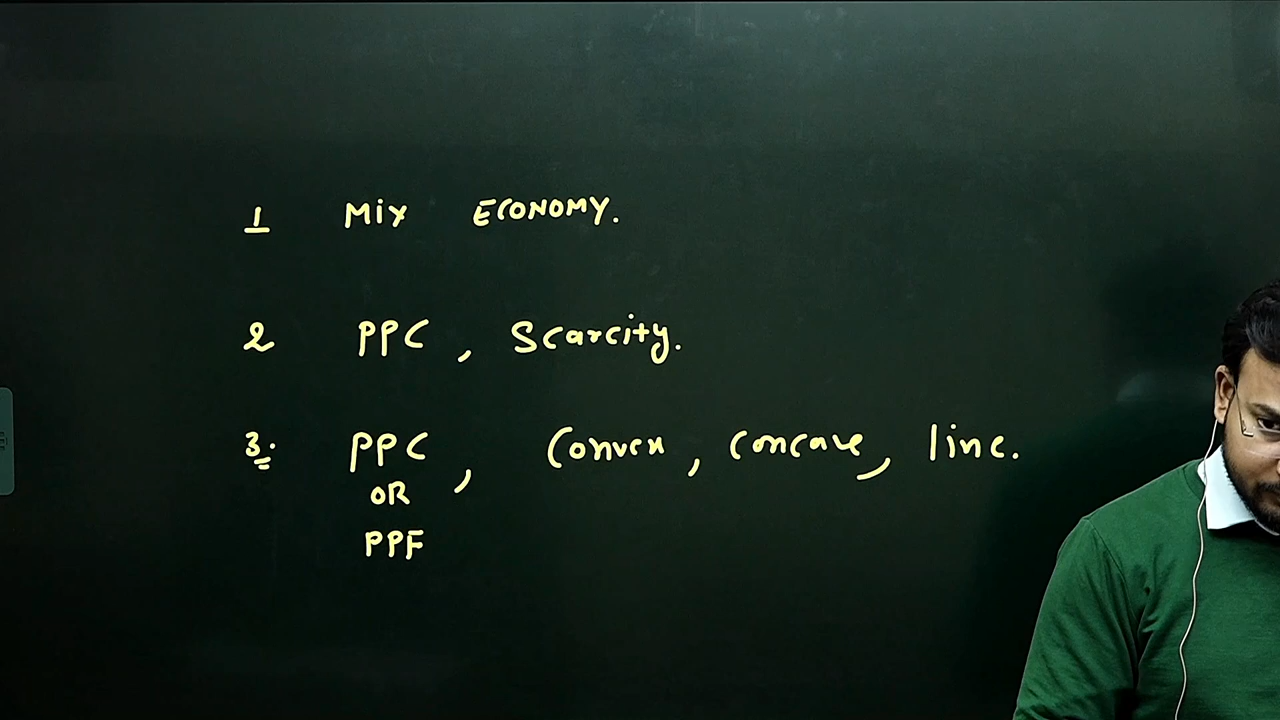 1 Mix ECONOMY.
2 PPC, Scarcity.
3. PPC, Convex, concave, line.
OR
PPF